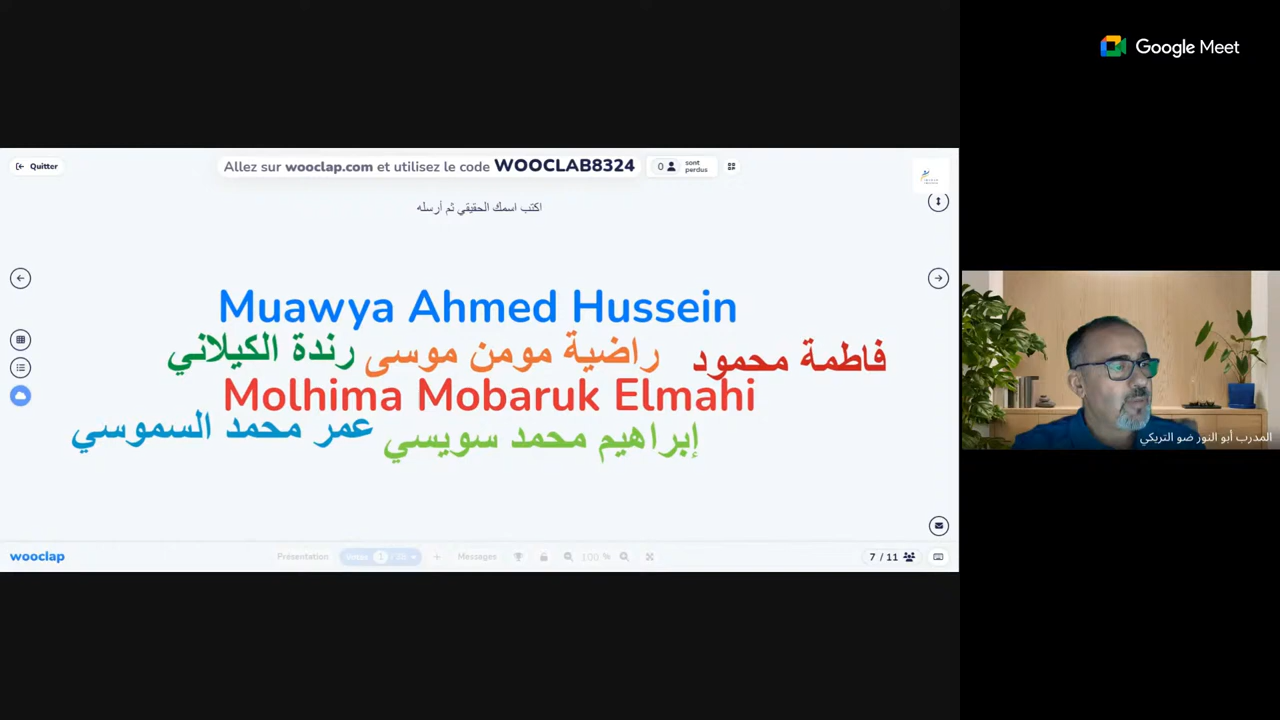 Google Meet
Quitter
Allez sur wooclap.com et utilisez le code WOOCLAB8324
0 sont perdus
اكتب اسمك الحقيقي ثم أرسله
Muawya Ahmed Hussein
فاطمة محمود
راضية مومن موسى
رندة الكيلاني
Molhima Mobaruk Elmahi
إبراهيم محمد سويسي
عمر محمد السموسي
المدرب أبو النور ضو التريكي
wooclap
Présentation
Votes
Messages
100 %
7 / 11